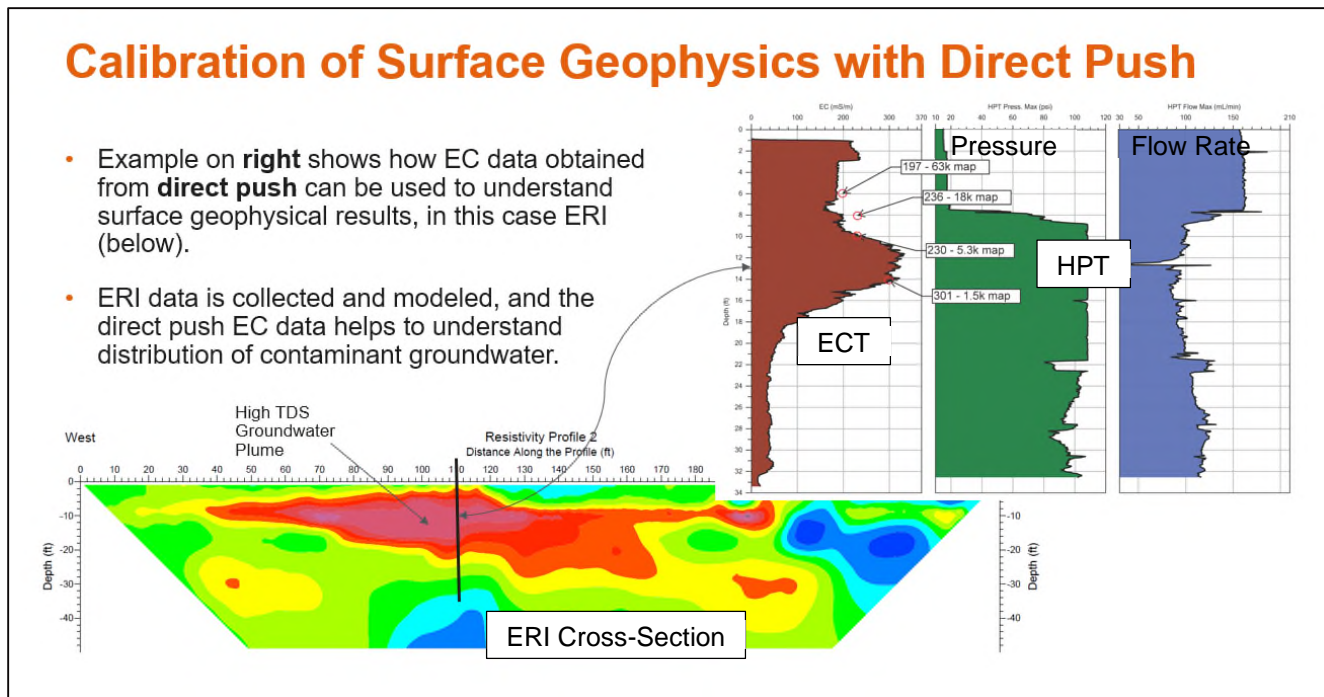 Calibration of Surface Geophysics with Direct Push
• Example on right shows how EC data obtained
from direct push can be used to understand
surface geophysical results, in this case ERI
(below).
• ERI data is collected and modeled, and the
direct push EC data helps to understand
distribution of contaminant groundwater.
EC (mS/m)
0 100 200 300 370
HPT Press. Max (psi)
10 20 40 60 80 100 120
HPT Flow Max (mL/min)
30 50 100 150 210
Pressure
Flow Rate
197 - 63k map
236 - 18k map
230 - 5.3k map
301 - 1.5k map
HPT
ECT
Depth (ft)
0
2
4
6
8
10
12
14
16
18
20
22
24
26
28
30
32
34
High TDS
Groundwater
Plume
West
Resistivity Profile 2
Distance Along the Profile (ft)
0 10 20 30 40 50 60 70 80 90 100 110 120 130 140 150 160 170 180
Depth (ft)
0
-10
-20
-30
-40
-10
-20
-30
-40
Depth (ft)
ERI Cross-Section